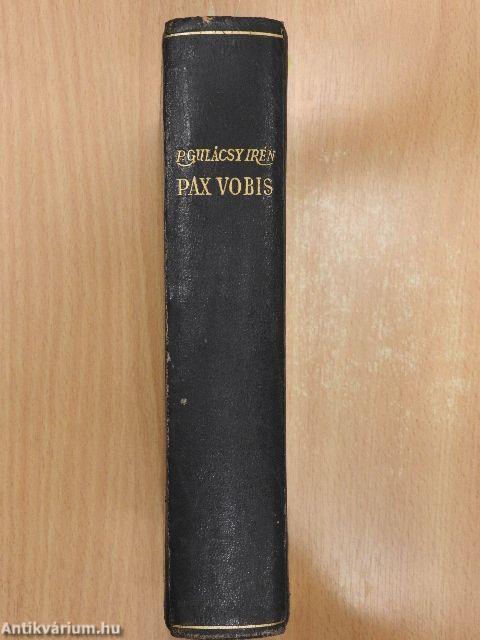 P. GULÁCSY IRÉN
PAX VOBIS
Antikvárium.hu